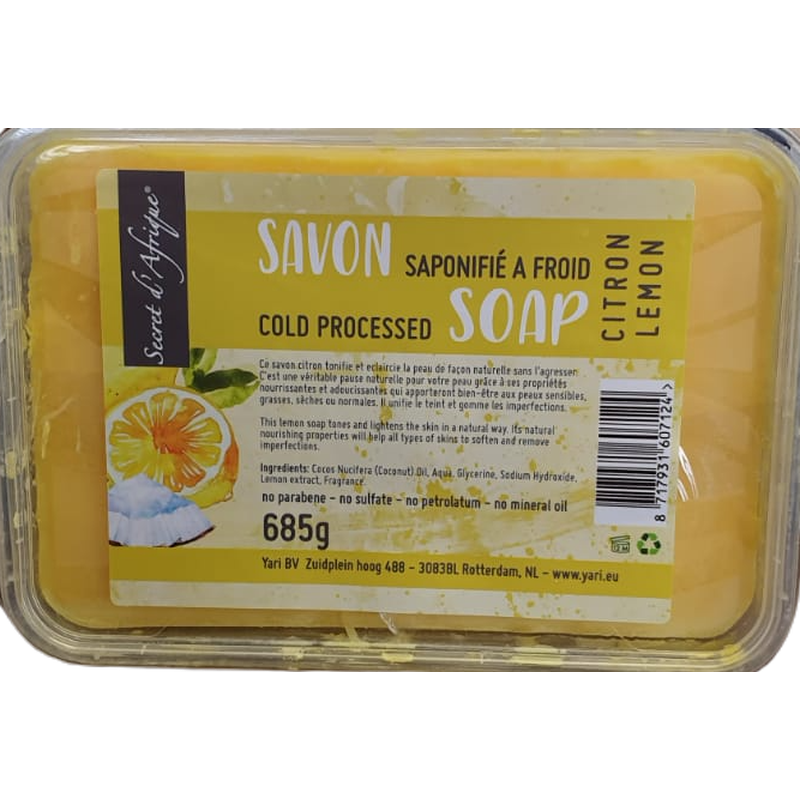 Secret d'Afrique®
SAVON SAPONIFIÉ A FROID
COLD PROCESSED SOAP
CITRON
LEMON
Ce savon citron tonifie et eclaircie la peau de façon naturelle sans l'agresser.
C'est une véritable pause naturelle pour votre peau grâce à ses propriétés
nourrissantes et adoucissantes qui apporteront bien-être aux peaux sensibles,
grasses, sèches ou normales. Il unifie le teint et gomme les imperfections.
This lemon soap tones and lightens the skin in a natural way. Its natural
nourishing properties will help all types of skins to soften and remove
imperfections.
Ingredients: Cocos Nucifera (Coconut) Oil, Aqua, Glycerine, Sodium Hydroxide,
Lemon extract, Fragrance.
no parabene - no sulfate - no petrolatum - no mineral oil
685g
8 717931 607124 >
12 M
Yari BV Zuidplein hoog 488 - 3083BL Rotterdam, NL - www.yari.eu